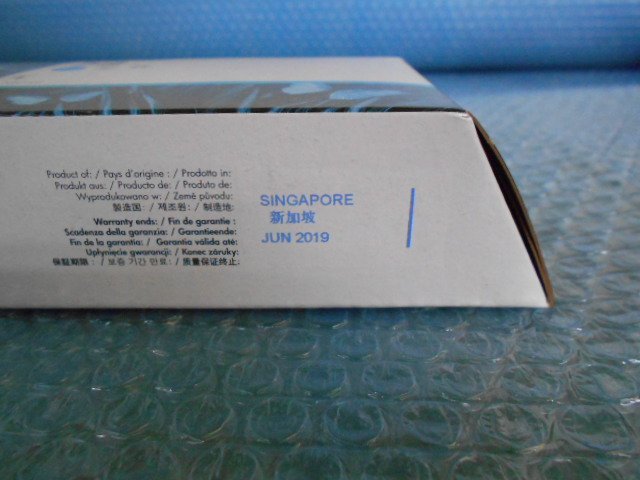 Product of: / Pays d'origine : / Prodotto in:
Produkt aus: / Producto de: / Produto de:
Wyprodukowano w: / Země původu:
製造国: / 제조원: / 制造地:
SINGAPORE
新加坡
Warranty ends: / Fin de garantie :
Scadenza della garanzia: / Garantieende:
Fin de la garantía: / Garantia válida até:
Upłynięcie gwarancji: / Konec záruky:
保証期限 : / 보증 기간 만료: / 质量保证终止:
JUN 2019